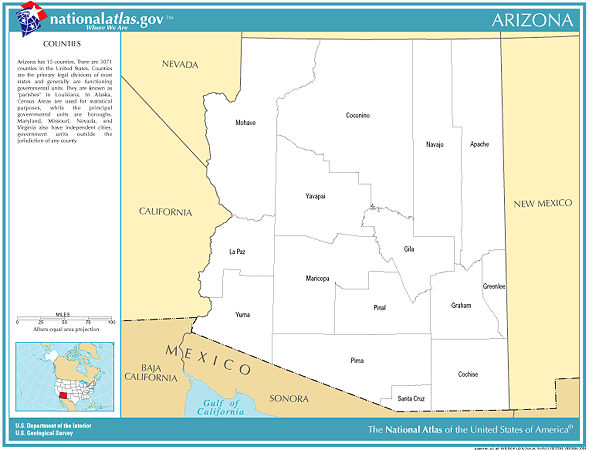 nationalatlas.gov™
Where We Are
ARIZONA
COUNTIES
Arizona has 15 counties. There are 3071
counties in the United States. Counties
are the primary legal divisions of most
states and generally are functioning
governmental units. They are known as
'parishes' in Louisiana. In Alaska,
Census Areas are used for statistical
purposes, while the principal
governmental units are boroughs.
Maryland, Missouri, Nevada, and
Virginia also have independent cities,
government units outside the
jurisdiction of any county.
NEVADA
Mohave
Coconino
Navajo
Apache
Yavapai
CALIFORNIA
NEW MEXICO
La Paz
Gila
Maricopa
Greenlee
Yuma
Pinal
Graham
MILES
0 25 50 75 100
Albers equal area projection
MEXICO
Pima
BAJA
CALIFORNIA
Cochise
SONORA
Santa Cruz
Gulf of
California
U.S. Department of the Interior
U.S. Geological Survey
The National Atlas of the United States of America®